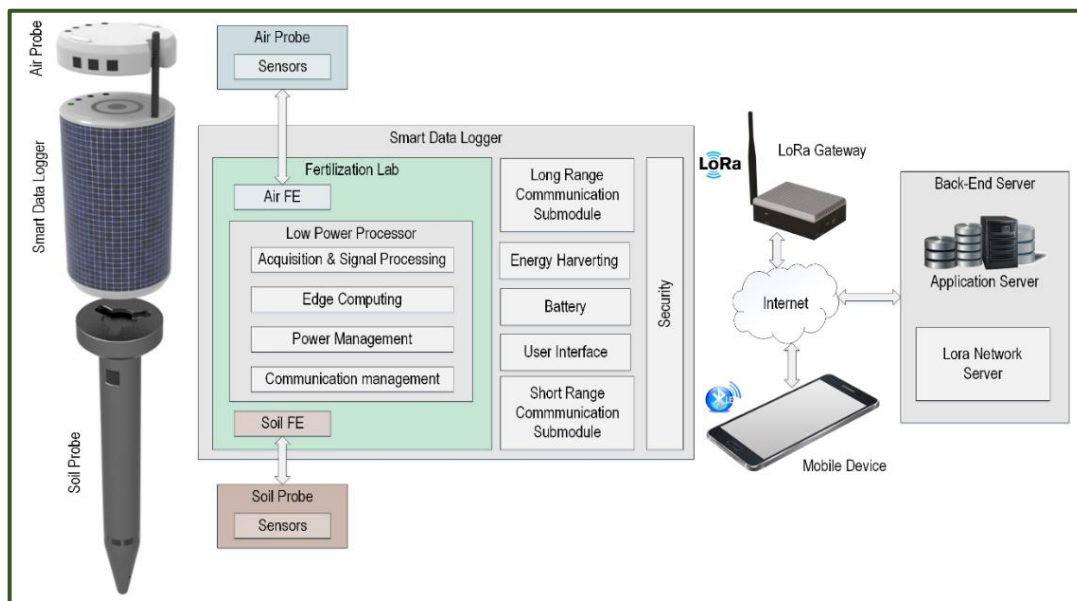 Air Probe
Smart Data Logger
Soil Probe
Air Probe
Sensors
Smart Data Logger
Fertilization Lab
Air FE
Low Power Processor
Acquisition & Signal Processing
Edge Computing
Power Management
Communication management
Soil FE
Long Range
Commmunication
Submodule
Energy Harverting
Battery
User Interface
Short Range
Commmunication
Submodule
Security
Soil Probe
Sensors
LoRa
LoRa Gateway
Internet
Mobile Device
Back-End Server
Application Server
Lora Network
Server